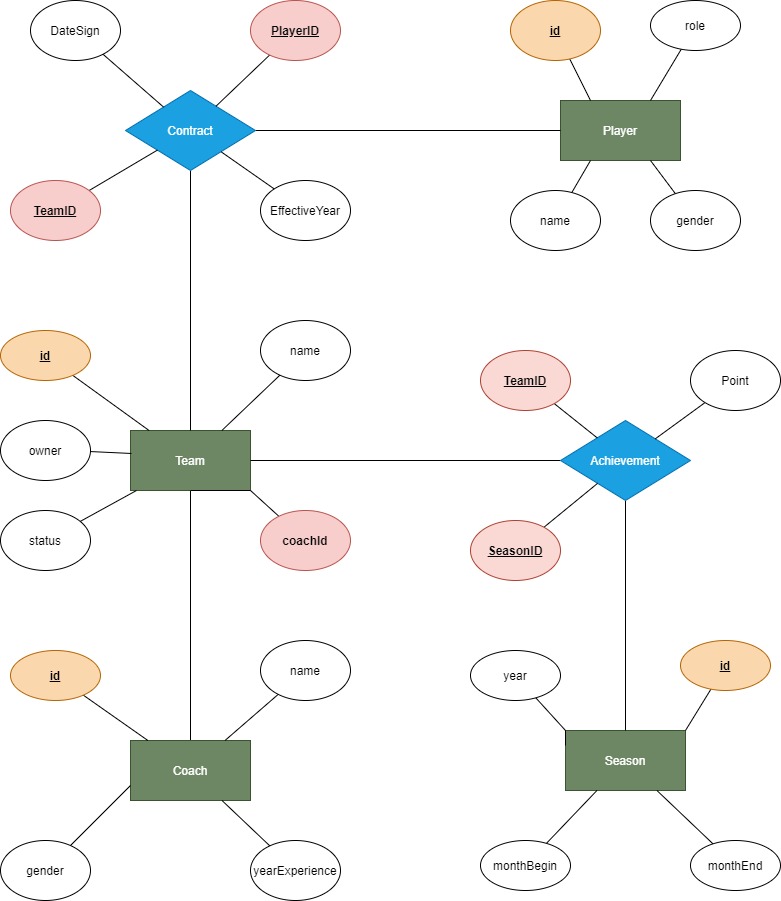 DateSign
PlayerID
id
role
Contract
Player
TeamID
EffectiveYear
name
gender
id
name
TeamID
Point
owner
Team
Achievement
status
coachId
SeasonID
id
name
year
id
Coach
Season
gender
yearExperience
monthBegin
monthEnd